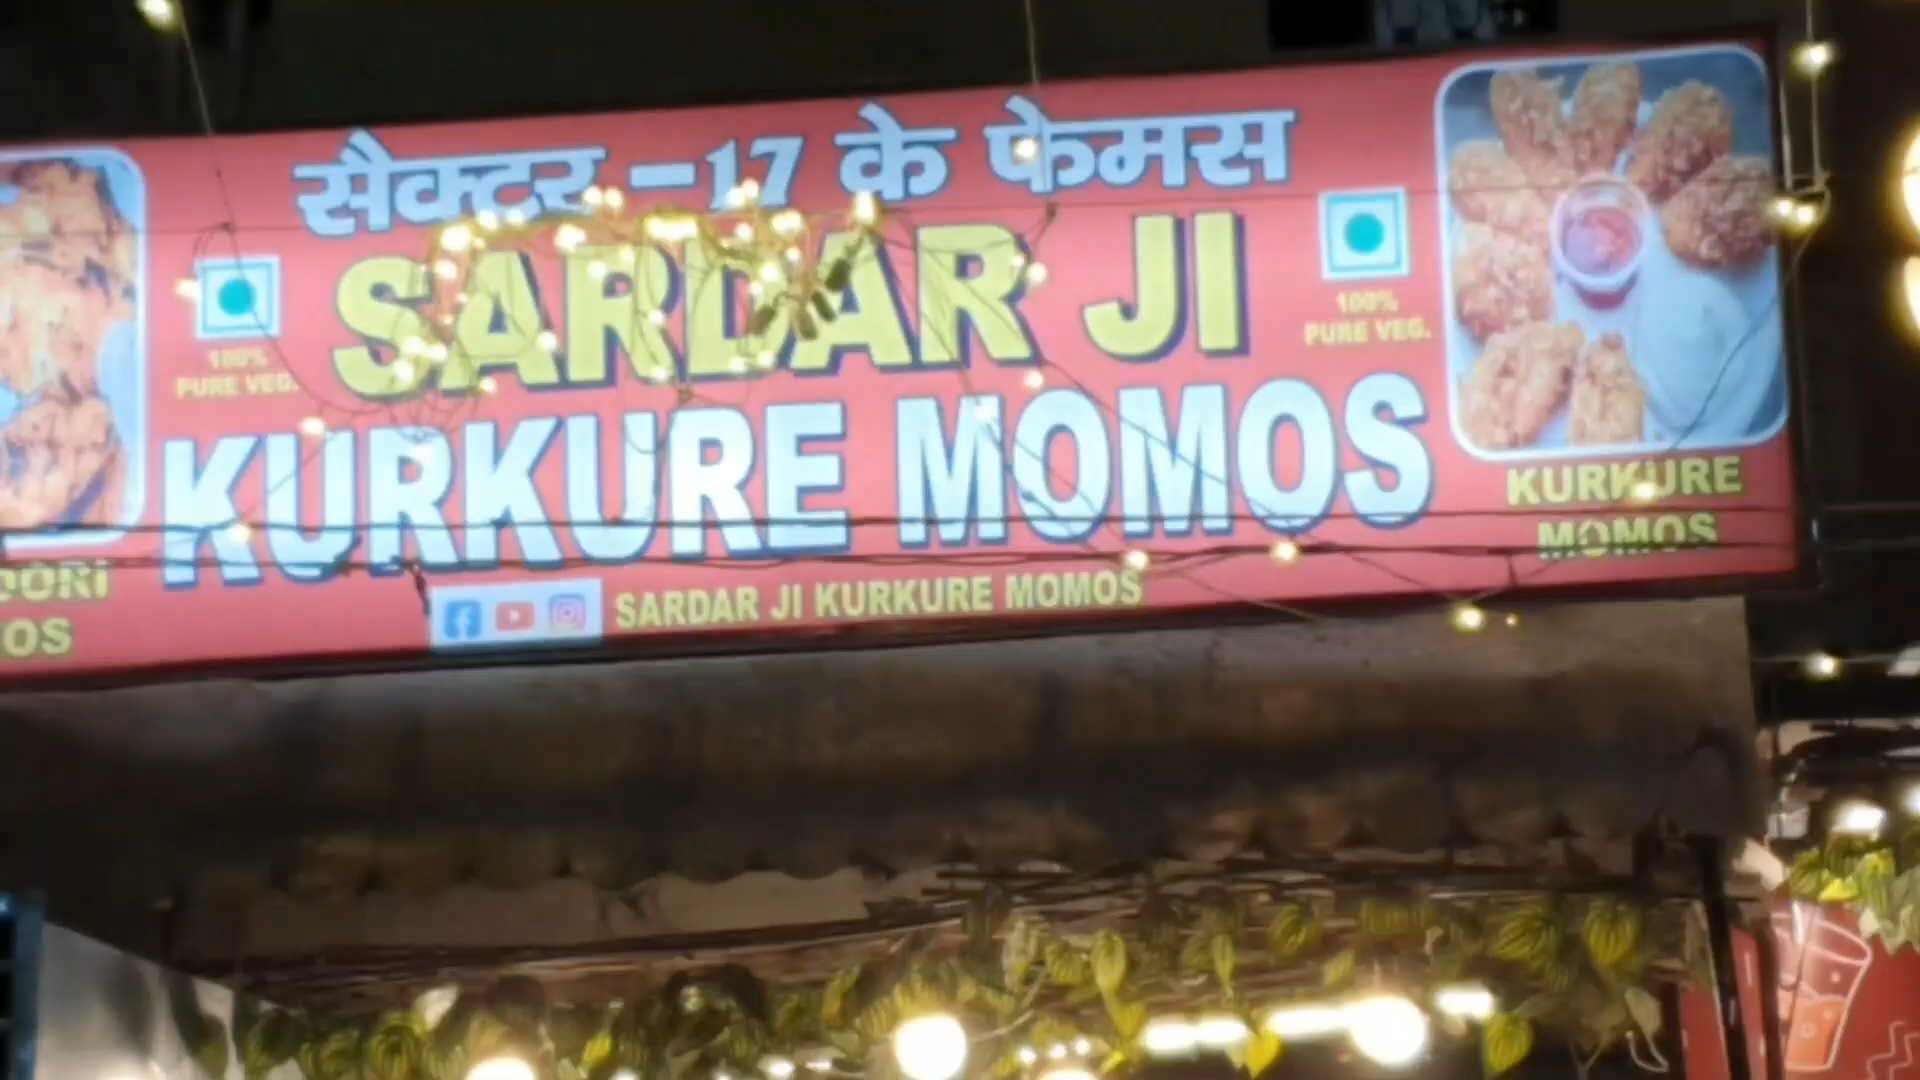 सैक्टर -17 के फेमस
SARDAR JI
100%
PURE VEG.
100%
PURE VEG.
KURKURE MOMOS
KURKURE
MOMOS
SARDAR JI KURKURE MOMOS